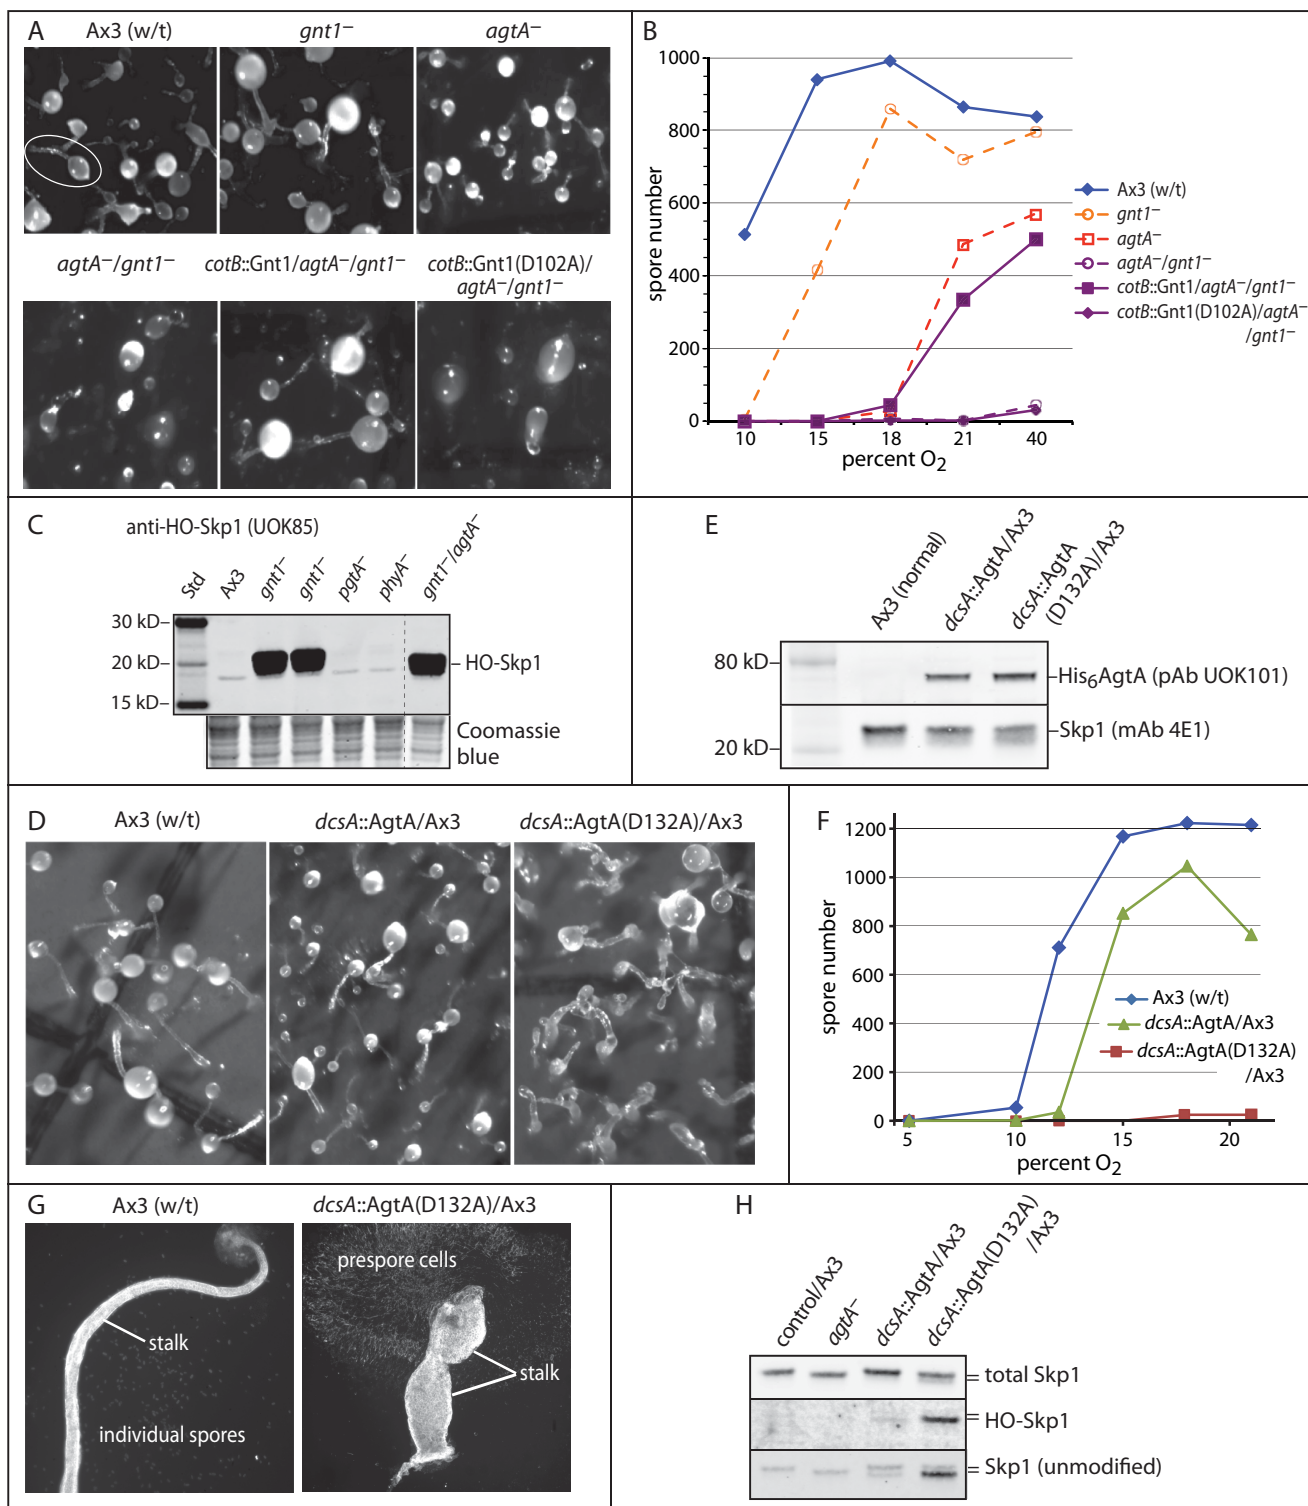 A
Ax3 (w/t)
gnt1–
agtA–
agtA–/gnt1–
cotB::Gnt1/agtA–/gnt1–
cotB::Gnt1(D102A)/
agtA–/gnt1–
B
1000
800
600
400
200
0
spore number
10
15
18
21
40
percent O2
Ax3 (w/t)
gnt1–
agtA–
agtA–/gnt1–
cotB::Gnt1/agtA–/gnt1–
cotB::Gnt1(D102A)/agtA–
/gnt1–
C
anti-HO-Skp1 (UOK85)
Std
Ax3
gnt1–
gnt1–
pgtA–
phyA–
gnt1–/agtA–
30 kD–
20 kD–
15 kD–
–HO-Skp1
Coomassie
blue
E
Ax3 (normal)
dcsA::AgtA/Ax3
dcsA::AgtA
(D132A)/Ax3
80 kD–
–His6AgtA (pAb UOK101)
20 kD–
–Skp1 (mAb 4E1)
D
Ax3 (w/t)
dcsA::AgtA/Ax3
dcsA::AgtA(D132A)/Ax3
F
1200
1000
800
600
400
200
0
spore number
5
10
15
20
percent O2
Ax3 (w/t)
dcsA::AgtA/Ax3
dcsA::AgtA(D132A)
/Ax3
G
Ax3 (w/t)
dcsA::AgtA(D132A)/Ax3
stalk
individual spores
prespore cells
stalk
H
control/Ax3
agtA–
dcsA::AgtA/Ax3
dcsA::AgtA(D132A)
/Ax3
total Skp1
HO-Skp1
Skp1 (unmodified)